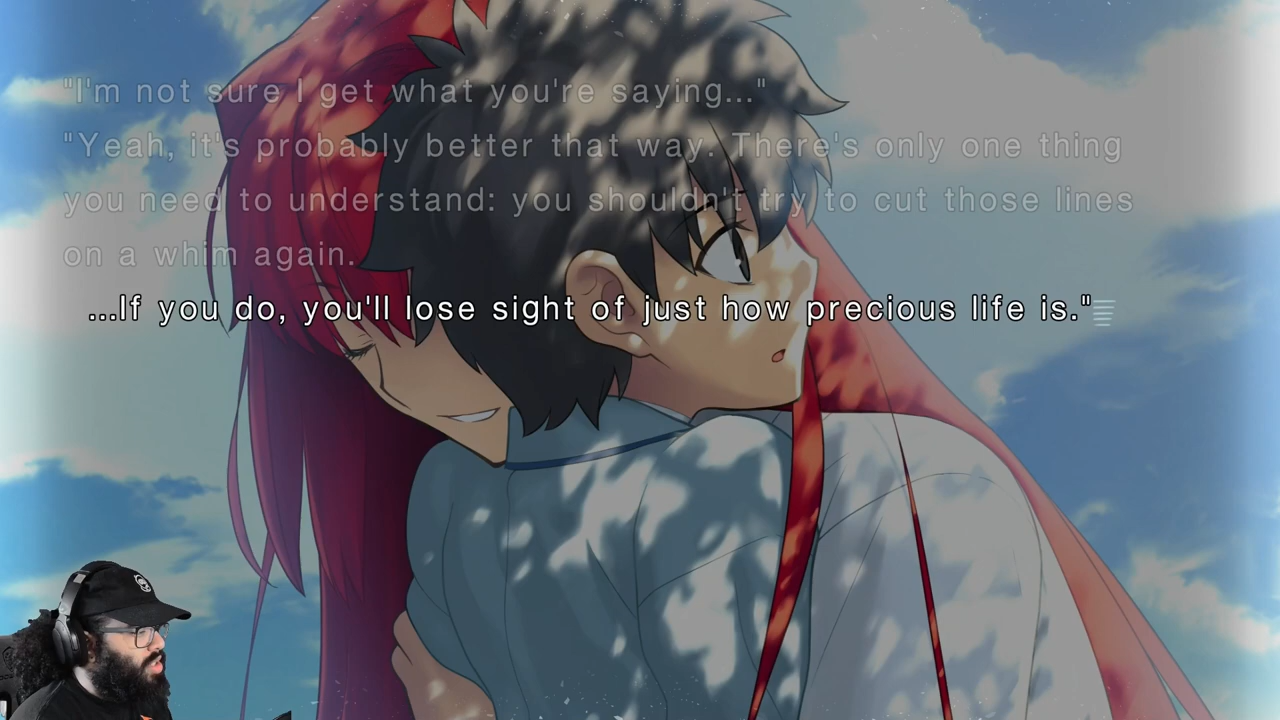 "I'm not sure I get what you're saying..."
"Yeah, it's probably better that way. There's only one thing
you need to understand: you shouldn't try to cut those lines
on a whim again.
...If you do, you'll lose sight of just how precious life is."